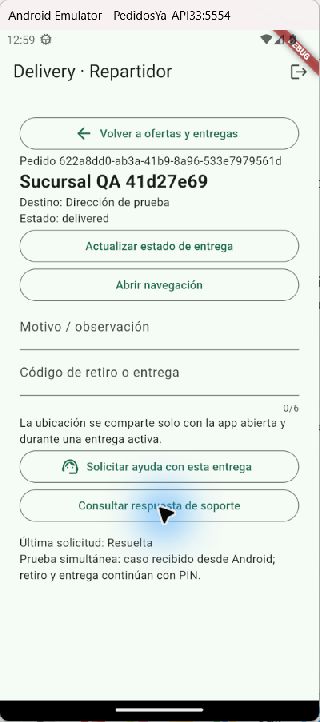 Android Emulator - PedidosYa-API33:5554
12:59
DEBUG
Delivery · Repartidor
Volver a ofertas y entregas
Pedido 622a8dd0-ab3a-41b9-8a96-533e7979561d
Sucursal QA 41d27e69
Destino: Dirección de prueba
Estado: delivered
Actualizar estado de entrega
Abrir navegación
Motivo / observación
Código de retiro o entrega
0/6
La ubicación se comparte solo con la app abierta y
durante una entrega activa.
Solicitar ayuda con esta entrega
Consultar respuesta de soporte
Última solicitud: Resuelta
Prueba simultánea: caso recibido desde Android;
retiro y entrega continúan con PIN.